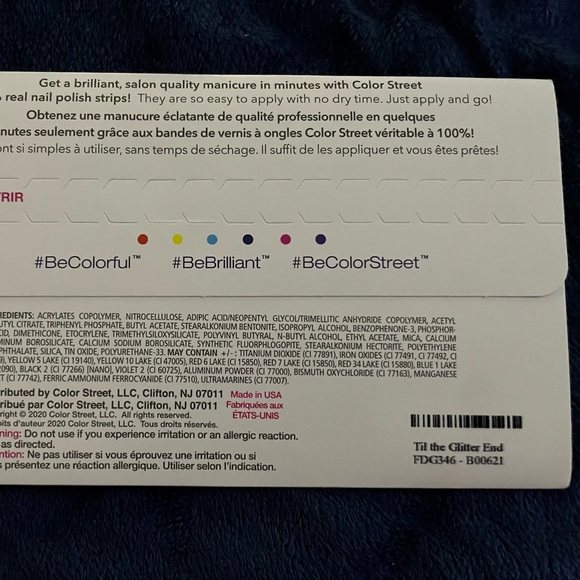 Get a brilliant, salon quality manicure in minutes with Color Street
real nail polish strips! They are so easy to apply with no dry time. Just apply and go!
Obtenez une manucure éclatante de qualité professionnelle en quelques
nutes seulement grâce aux bandes de vernis à ongles Color Street véritable à 100%!
ont si simples à utiliser, sans temps de séchage. Il suffit de les appliquer et vous êtes prêtes!
RIR
#BeColorful™ #BeBrilliant™ #BeColorStreet™
REDIENTS: ACRYLATES COPOLYMER, NITROCELLULOSE, ADIPIC ACID/NEOPENTYL GLYCOL/TRIMELLITIC ANHYDRIDE COPOLYMER, ACETYL
UTYL CITRATE, TRIPHENYL PHOSPHATE, BUTYL ACETATE, STEARALKONIUM BENTONITE, ISOPROPYL ALCOHOL, BENZOPHENONE-3, PHOSPHOR-
ACID, DIMETHICONE, ETOCRYLENE, TRIMETHYLSILOXYSILICATE, POLYVINYL BUTYRAL, N-BUTYL ALCOHOL, ETHYL ACETATE, MICA, CALCIUM
MINUM BOROSILICATE, CALCIUM SODIUM BOROSILICATE, SYNTHETIC FLUORPHLOGOPITE, STEARALKONIUM HECTORITE, POLYETHYLENE
PHTHALATE, SILICA, TIN OXIDE, POLYURETHANE-33. MAY CONTAIN +/-: TITANIUM DIOXIDE (CI 77891), IRON OXIDES (CI 77491, CI 77492, CI
), YELLOW 5 LAKE (CI 19140), YELLOW 10 LAKE (CI 47005), RED 6 LAKE (CI 15850), RED 7 LAKE (CI 15850), RED 34 LAKE (CI 15880), BLUE 1 LAKE
2090), BLACK 2 (CI 77266) [NANO], VIOLET 2 (CI 60725), ALUMINUM POWDER (CI 77000), BISMUTH OXYCHLORIDE (CI 77163), MANGANESE
ET (CI 77742), FERRIC AMMONIUM FERROCYANIDE (CI 77510), ULTRAMARINES (CI 77007).
tributed by Color Street, LLC, Clifton, NJ 07011 Made in USA
ribué par Color Street, LLC, Clifton, NJ 07011 Fabriquées aux
ÉTATS-UNIS
yright © 2020 Color Street, LLC. All rights reserved.
oits d'auteur 2020 Color Street, LLC. Tous droits réservés.
ning: Do not use if you experience irritation or an allergic reaction.
as directed.
ntion: Ne pas utiliser si vous éprouvez une irritation ou si
s présentez une réaction allergique. Utiliser selon l'indication.
Til the Glitter End
FDG346 - B00621